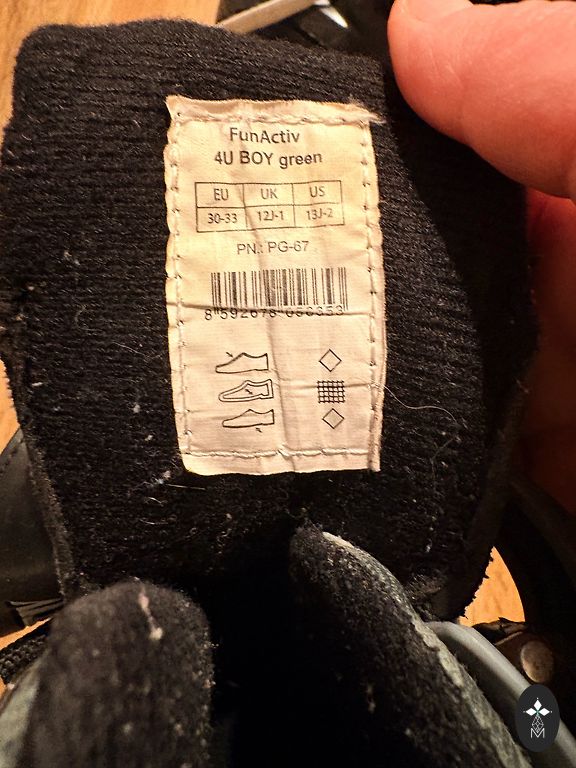 FunActiv
4U BOY green
EU UK US
30-33 12J-1 13J-2
PN.: PG-67
M